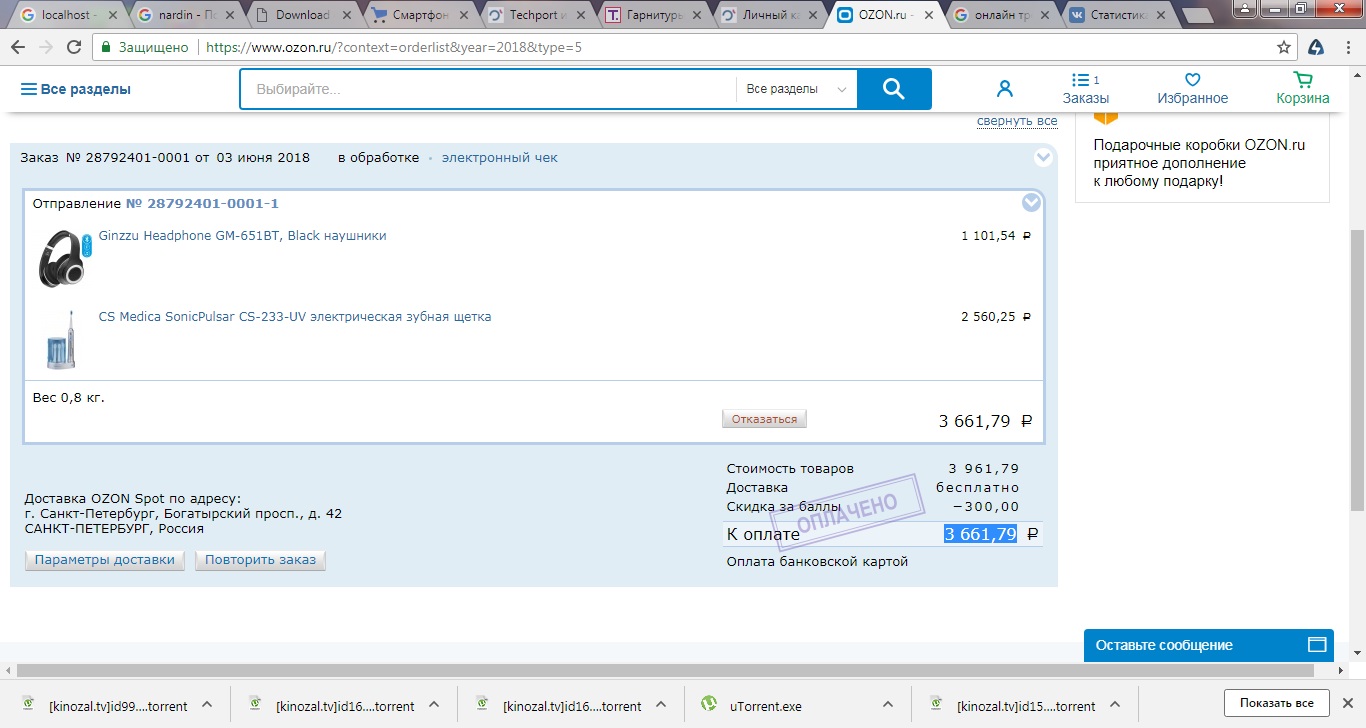 localhost -
nardin - По
Download
Смартфон
Techport и
Гарнитуры
Личный ка
OZON.ru -
онлайн тр
Статистик
Защищено https://www.ozon.ru/?context=orderlist&year=2018&type=5
Все разделы
Выбирайте...
Все разделы
1
Заказы
Избранное
Корзина
свернуть все
Подарочные коробки OZON.ru
приятное дополнение
к любому подарку!
Заказ № 28792401-0001 от 03 июня 2018 в обработке • электронный чек
Отправление № 28792401-0001-1
Ginzzu Headphone GM-651BT, Black наушники 1 101,54 ₽
CS Medica SonicPulsar CS-233-UV электрическая зубная щетка 2 560,25 ₽
Вес 0,8 кг.
Отказаться 3 661,79 ₽
Стоимость товаров 3 961,79
Доставка бесплатно
Скидка за баллы −300,00
ОПЛАЧЕНО
К оплате 3 661,79 ₽
Оплата банковской картой
Доставка OZON Spot по адресу:
г. Санкт-Петербург, Богатырский просп., д. 42
САНКТ-ПЕТЕРБУРГ, Россия
Параметры доставки Повторить заказ
Оставьте сообщение
[kinozal.tv]id99....torrent
[kinozal.tv]id16....torrent
[kinozal.tv]id16....torrent
uTorrent.exe
[kinozal.tv]id15....torrent
Показать все